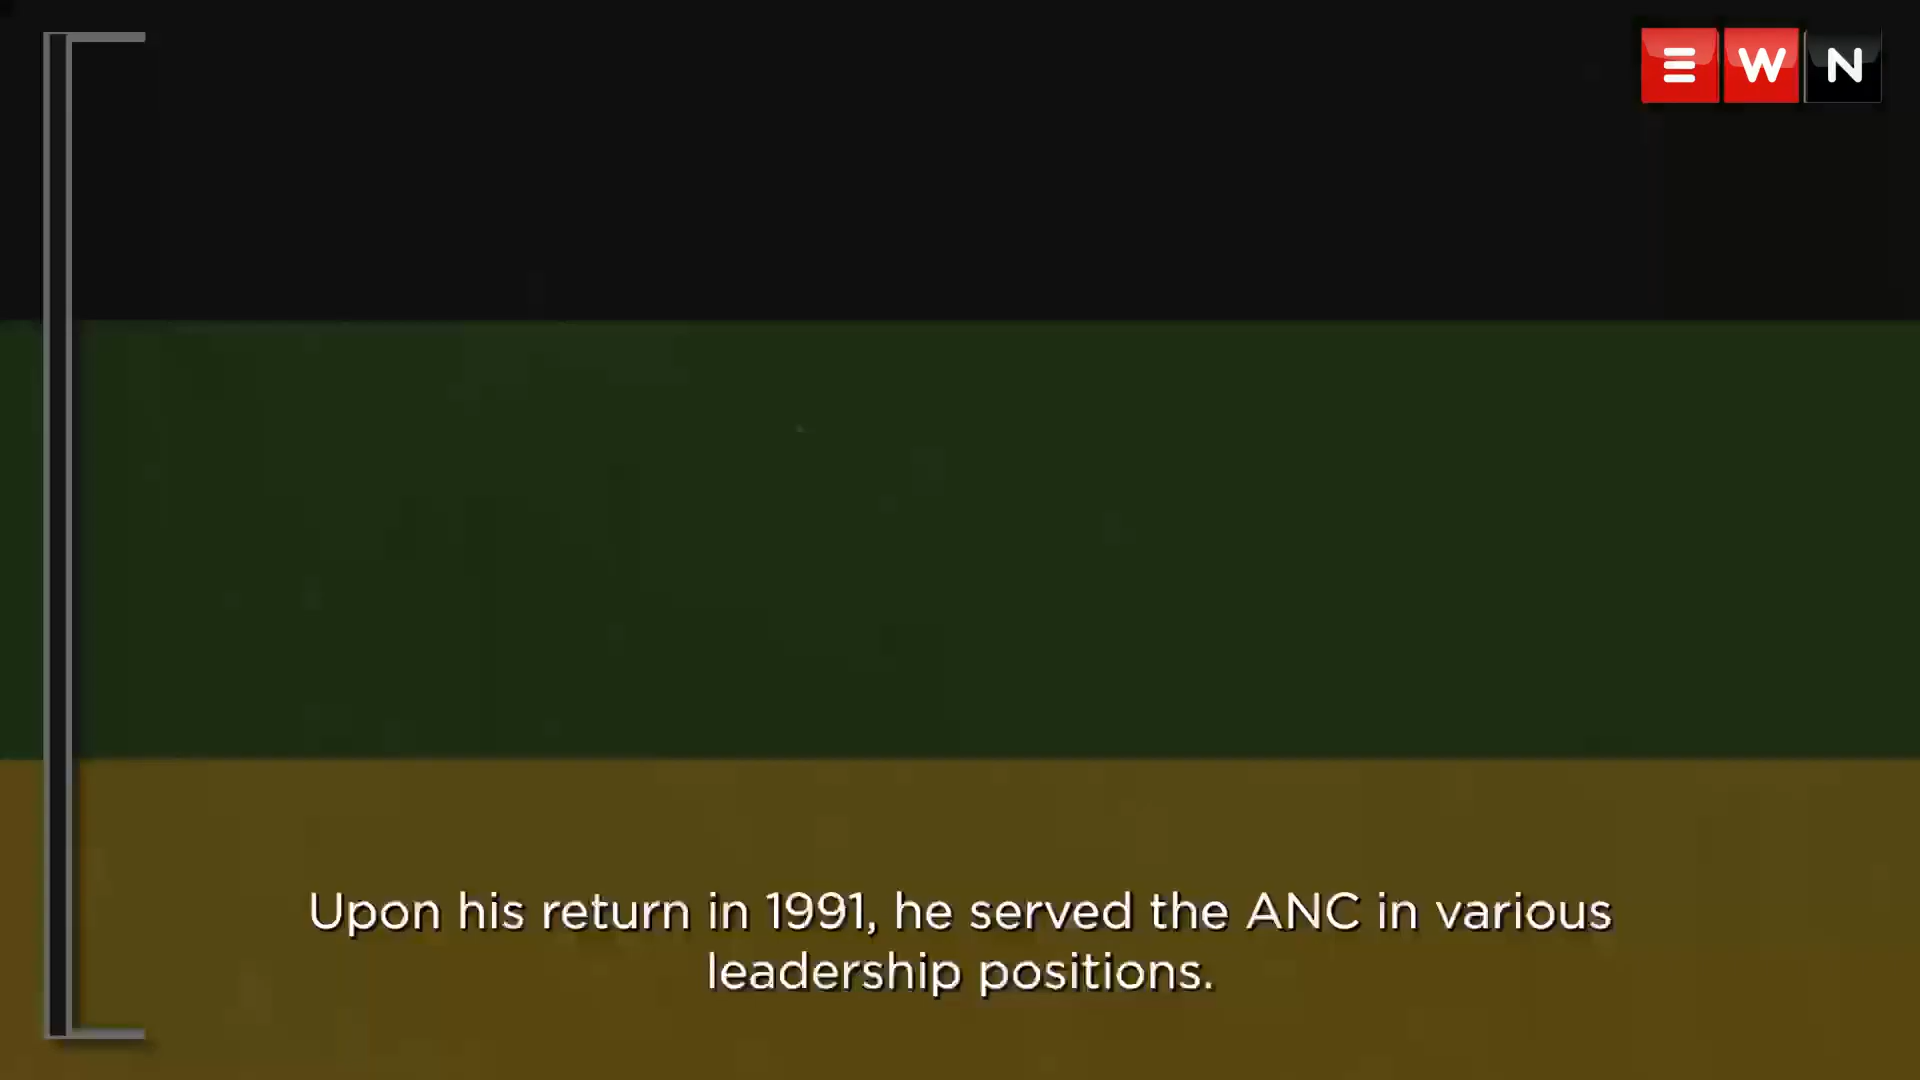 EWN
Upon his return in 1991, he served the ANC in various
leadership positions.